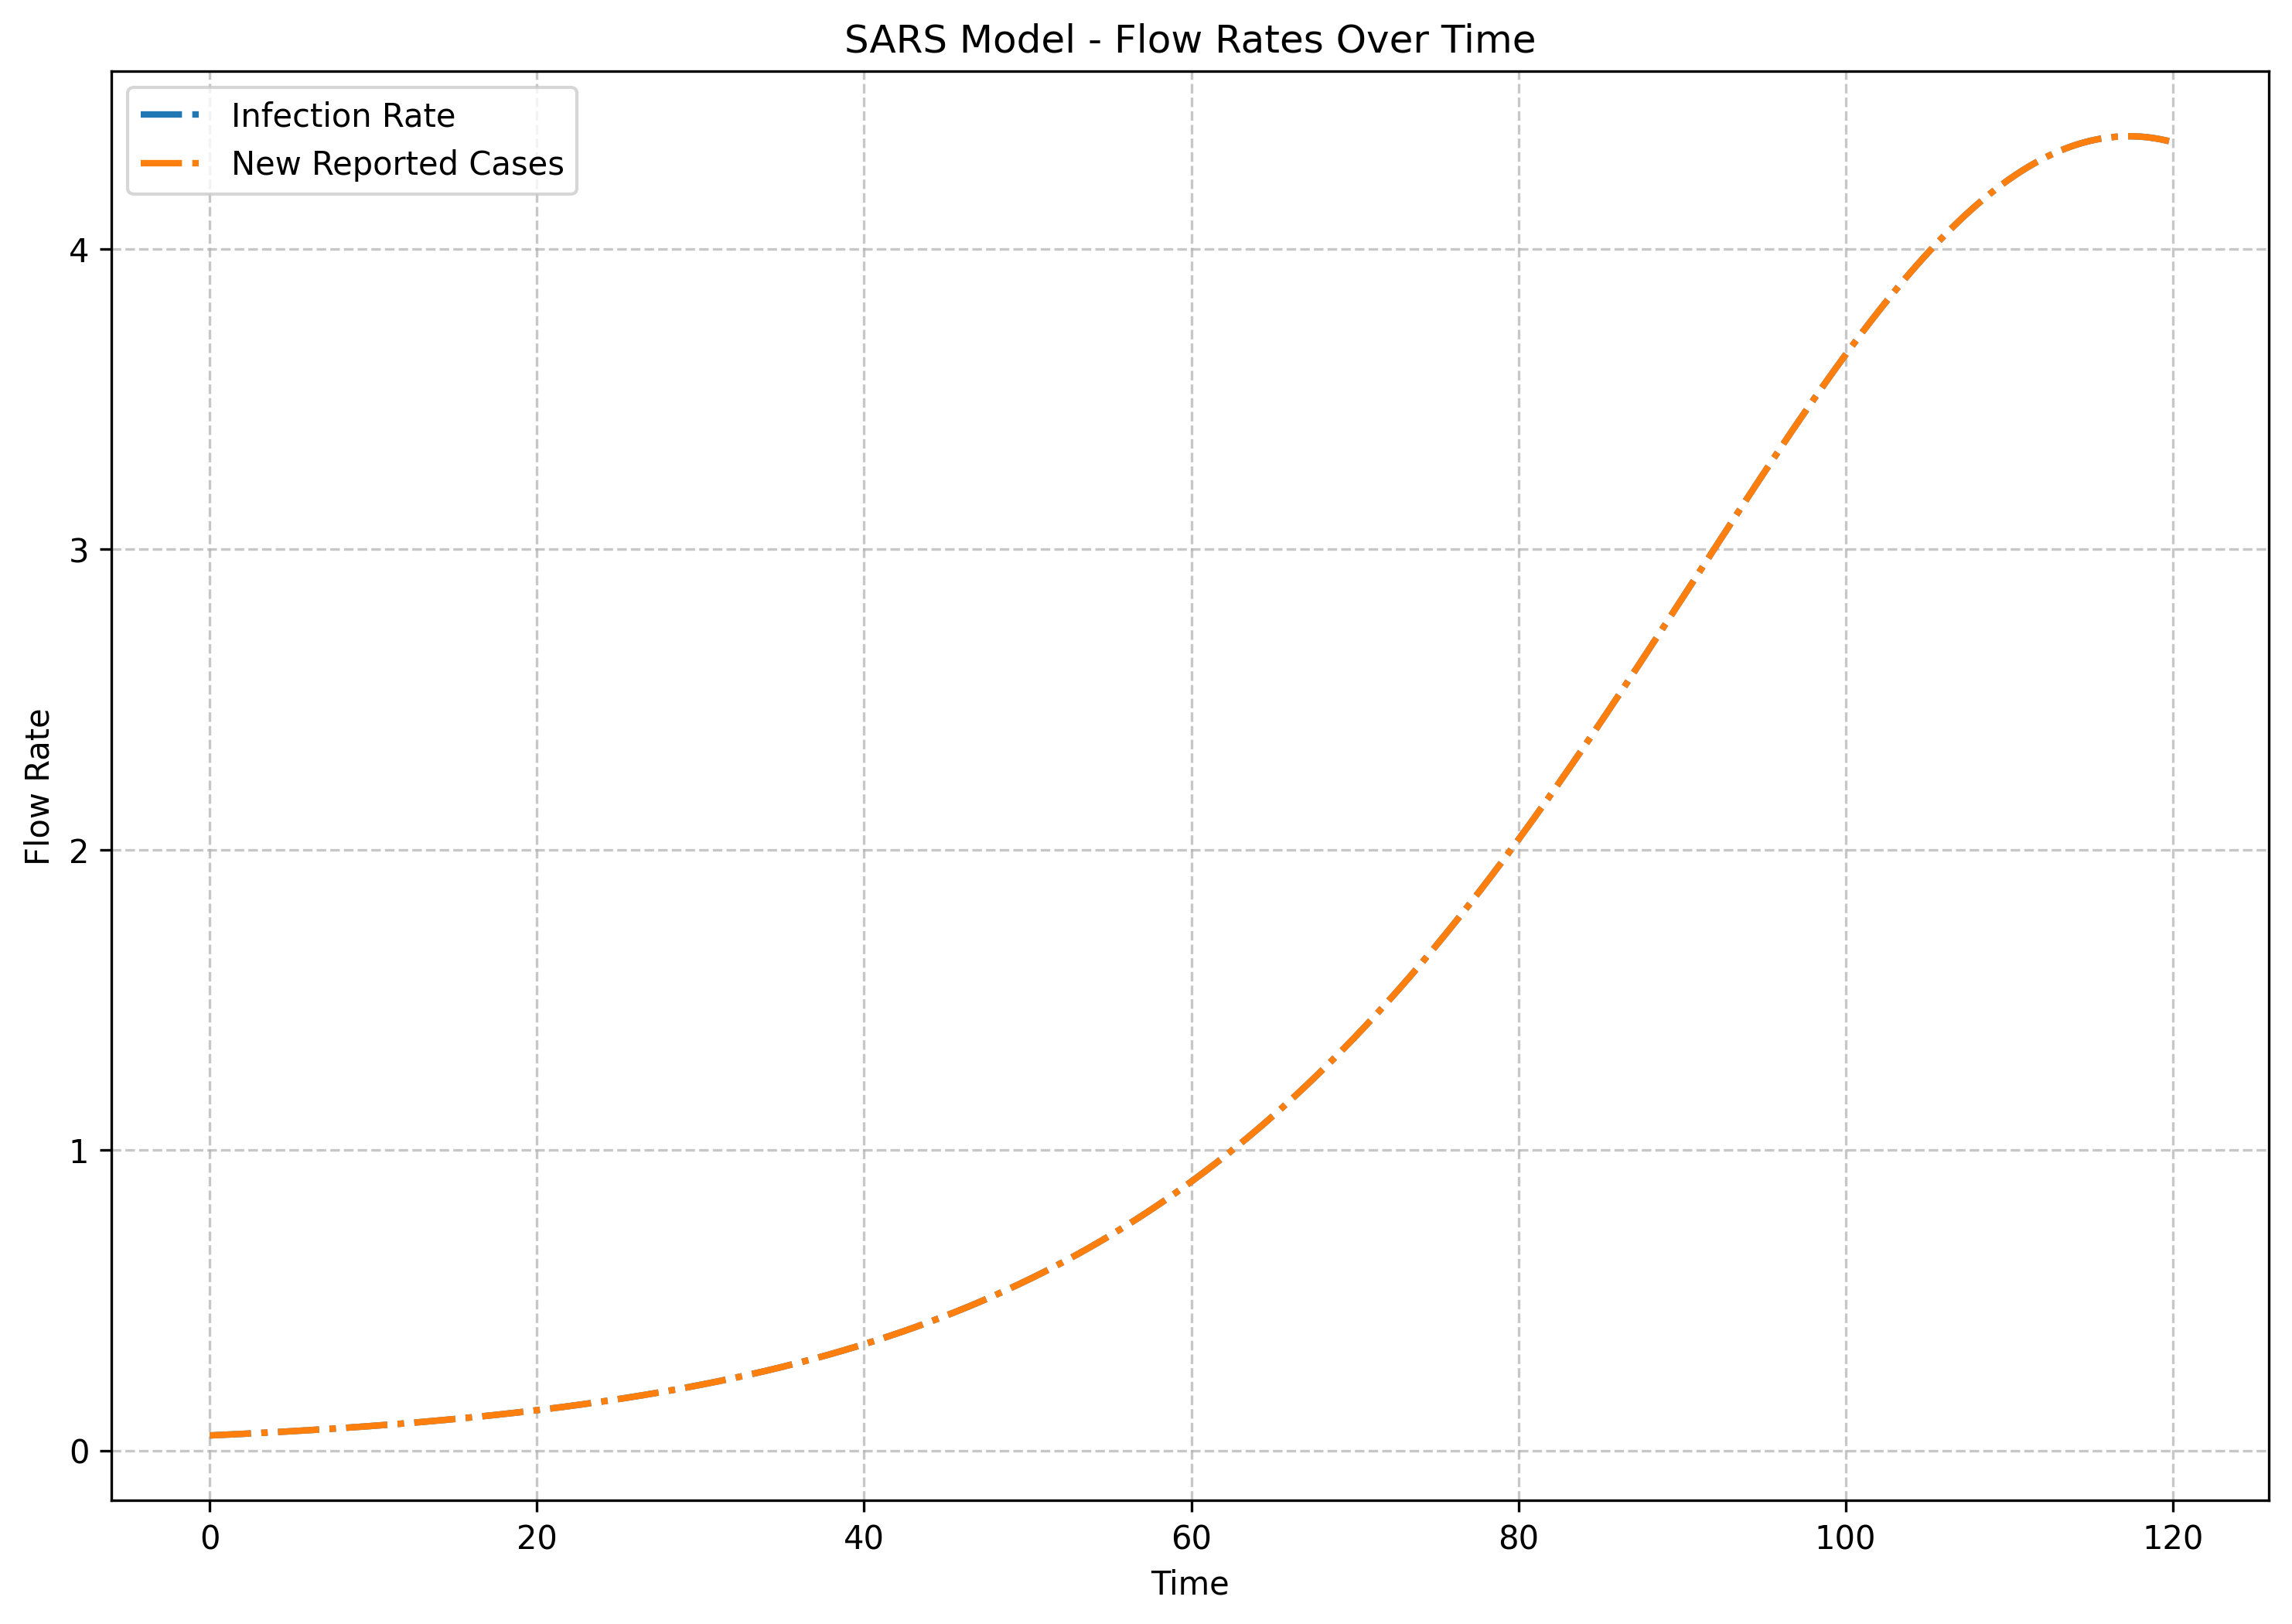 SARS Model - Flow Rates Over Time
Infection Rate
New Reported Cases
4
3
2
1
0
Flow Rate
0 20 40 60 80 100 120
Time